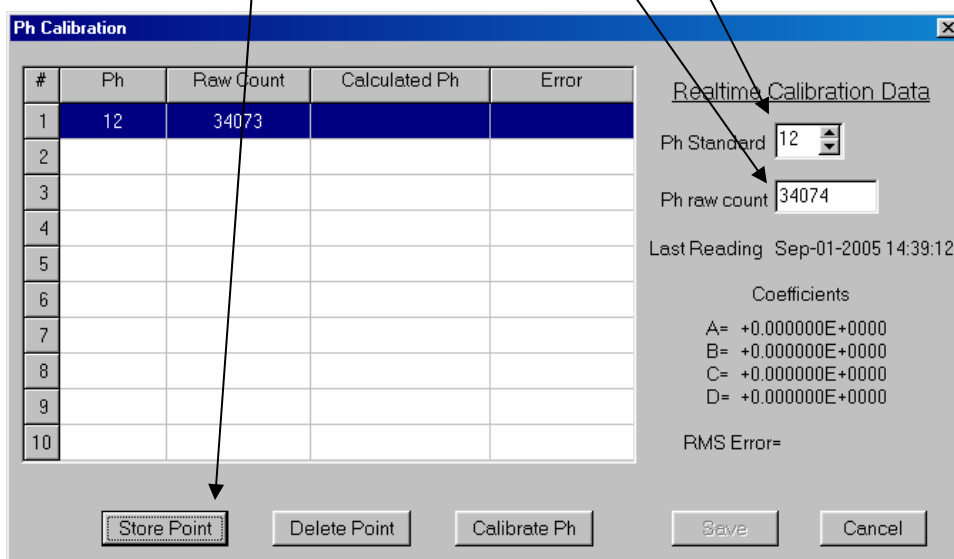 Ph Calibration
# Ph Raw Count Calculated Ph Error
1 12 34073
2
3
4
5
6
7
8
9
10
Realtime Calibration Data
Ph Standard 12
Ph raw count 34074
Last Reading Sep-01-2005 14:39:12
Coefficients
A= +0.000000E+0000
B= +0.000000E+0000
C= +0.000000E+0000
D= +0.000000E+0000
RMS Error=
Store Point Delete Point Calibrate Ph Save Cancel